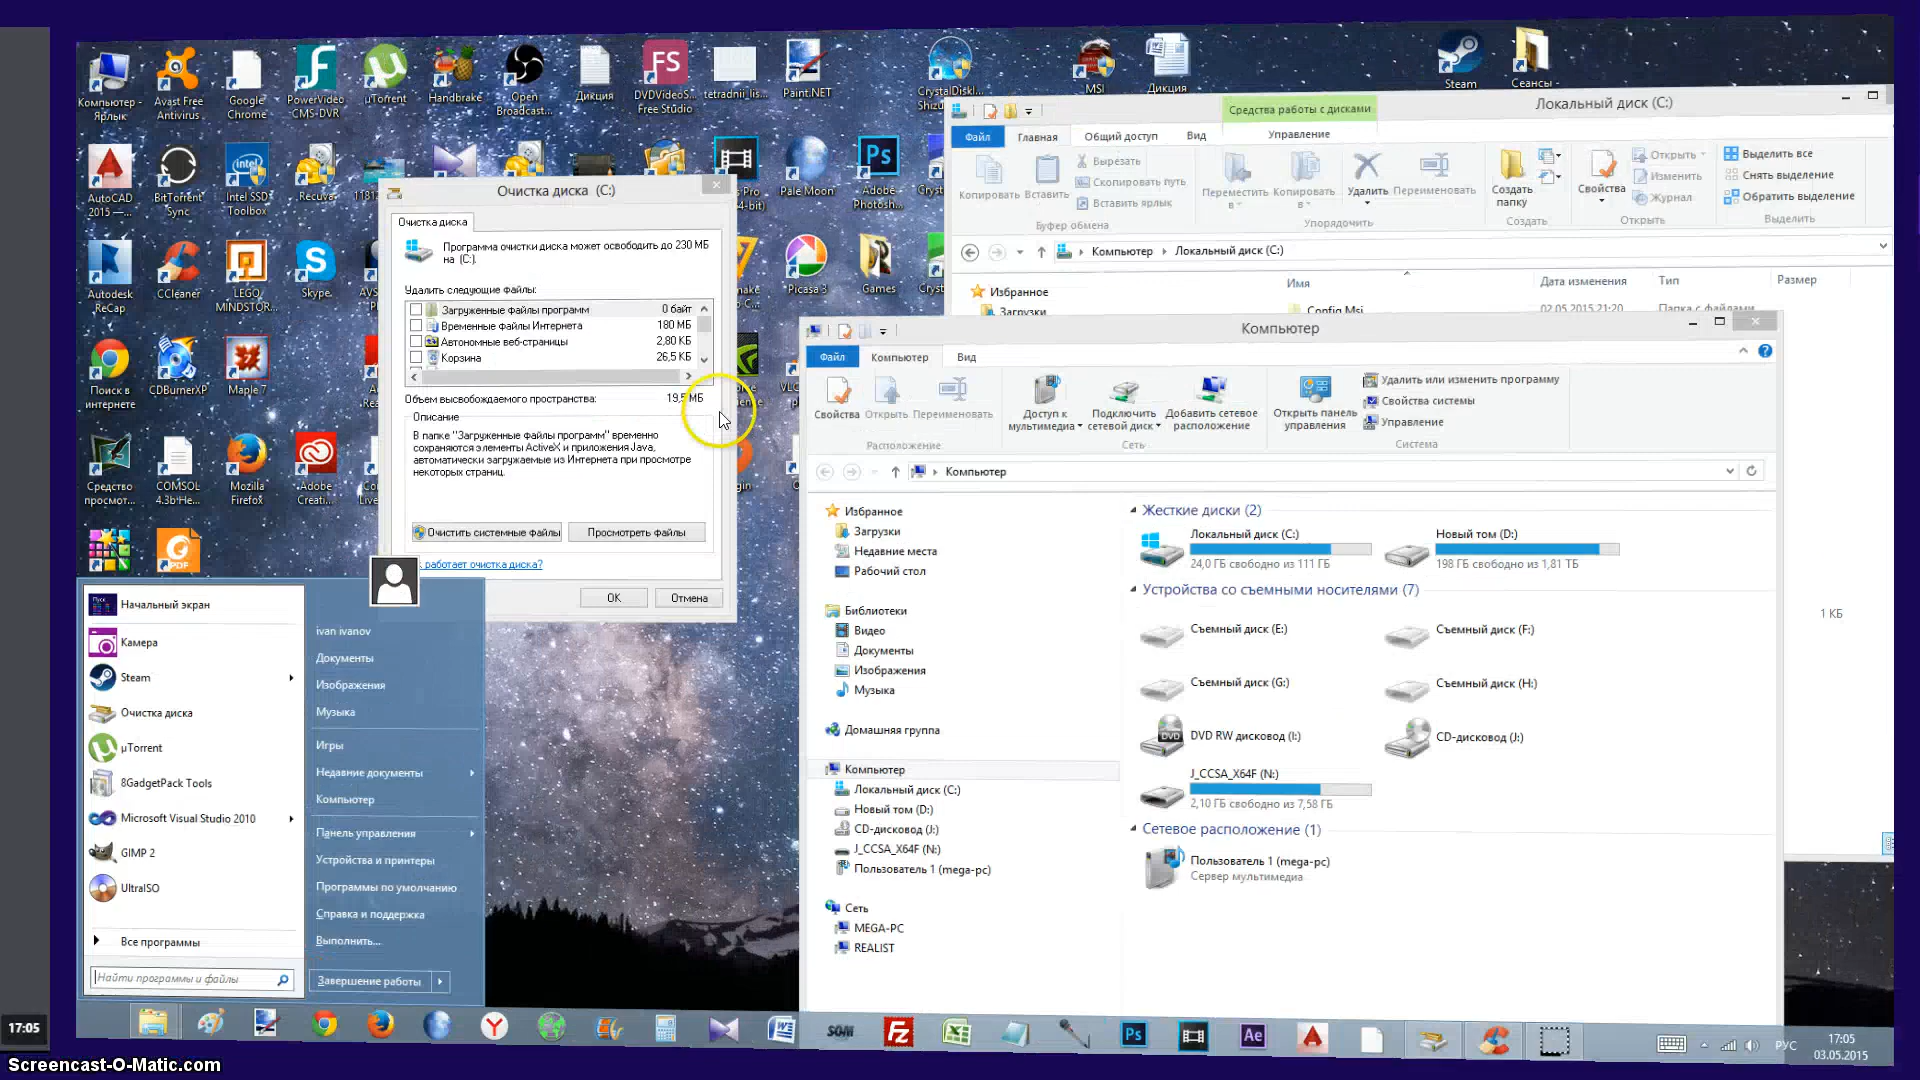 Компьютер - Ярлык
Avast Free Antivirus
Google Chrome
PowerVideo CMS-DVR
µTorrent
Handbrake
Open Broadcast...
Дикция
DVDVideoS... Free Studio
tetradnii_lis...
Paint.NET
CrystalDiskI... Shizu
MSI
Дикция
Steam
Сеансы -
AutoCAD 2015 —...
BitTorrent Sync
Intel SSD Toolbox
Recuva
Pale Moon
Adobe Photosh...
Autodesk ReCap
CCleaner
LEGO MINDSTOR...
Skype
Picasa 3
Games
Поиск в интернете
CDBurnerXP
Maple 7
Средство просмот...
COMSOL 4.3b
Mozilla Firefox
Adobe Creati...
Очистка диска (C:)
Очистка диска
Программа очистки диска может освободить до 230 МБ
на (C:).
Удалить следующие файлы:
Загруженные файлы программ 0 байт
Временные файлы Интернета 180 МБ
Автономные веб-страницы 2,80 КБ
Корзина 26,5 КБ
Объем высвобождаемого пространства: 19,5 МБ
Описание
В папке "Загруженные файлы программ" временно
сохраняются элементы ActiveX и приложения Java,
автоматически загружаемые из Интернета при просмотре
некоторых страниц.
Очистить системные файлы
Просмотреть файлы
работает очистка диска?
OK
Отмена
Средства работы с дисками
Локальный диск (C:)
Файл
Главная
Общий доступ
Вид
Управление
Копировать
Вставить
Вырезать
Скопировать путь
Вставить ярлык
Буфер обмена
Переместить в
Копировать в
Удалить
Переименовать
Упорядочить
Создать папку
Создать
Свойства
Открыть
Изменить
Журнал
Открыть
Выделить все
Снять выделение
Обратить выделение
Выделить
Компьютер
Локальный диск (C:)
Избранное
Загрузки
Имя
Дата изменения
Тип
Размер
Config.Msi
02.05.2015 21:20
Папка с файлами
1 КБ
Компьютер
Файл
Компьютер
Вид
Свойства
Открыть
Переименовать
Расположение
Доступ к мультимедиа
Подключить сетевой диск
Добавить сетевое расположение
Сеть
Открыть панель управления
Удалить или изменить программу
Свойства системы
Управление
Система
Компьютер
Избранное
Загрузки
Недавние места
Рабочий стол
Библиотеки
Видео
Документы
Изображения
Музыка
Домашняя группа
Компьютер
Локальный диск (C:)
Новый том (D:)
CD-дисковод (J:)
J_CCSA_X64F (N:)
Пользователь 1 (mega-pc)
Сеть
MEGA-PC
REALIST
Жесткие диски (2)
Локальный диск (C:)
24,0 ГБ свободно из 111 ГБ
Новый том (D:)
198 ГБ свободно из 1,81 ТБ
Устройства со съемными носителями (7)
Съемный диск (E:)
Съемный диск (F:)
Съемный диск (G:)
Съемный диск (H:)
DVD RW дисковод (I:)
CD-дисковод (J:)
J_CCSA_X64F (N:)
2,10 ГБ свободно из 7,58 ГБ
Сетевое расположение (1)
Пользователь 1 (mega-pc)
Сервер мультимедиа
Начальный экран
Камера
Steam
Очистка диска
µTorrent
8GadgetPack Tools
Microsoft Visual Studio 2010
GIMP 2
UltraISO
Все программы
Найти программы и файлы
ivan ivanov
Документы
Изображения
Музыка
Игры
Недавние документы
Компьютер
Панель управления
Устройства и принтеры
Программы по умолчанию
Справка и поддержка
Выполнить...
Завершение работы
РУС
17:05
03.05.2015
17:05
Screencast-O-Matic.com